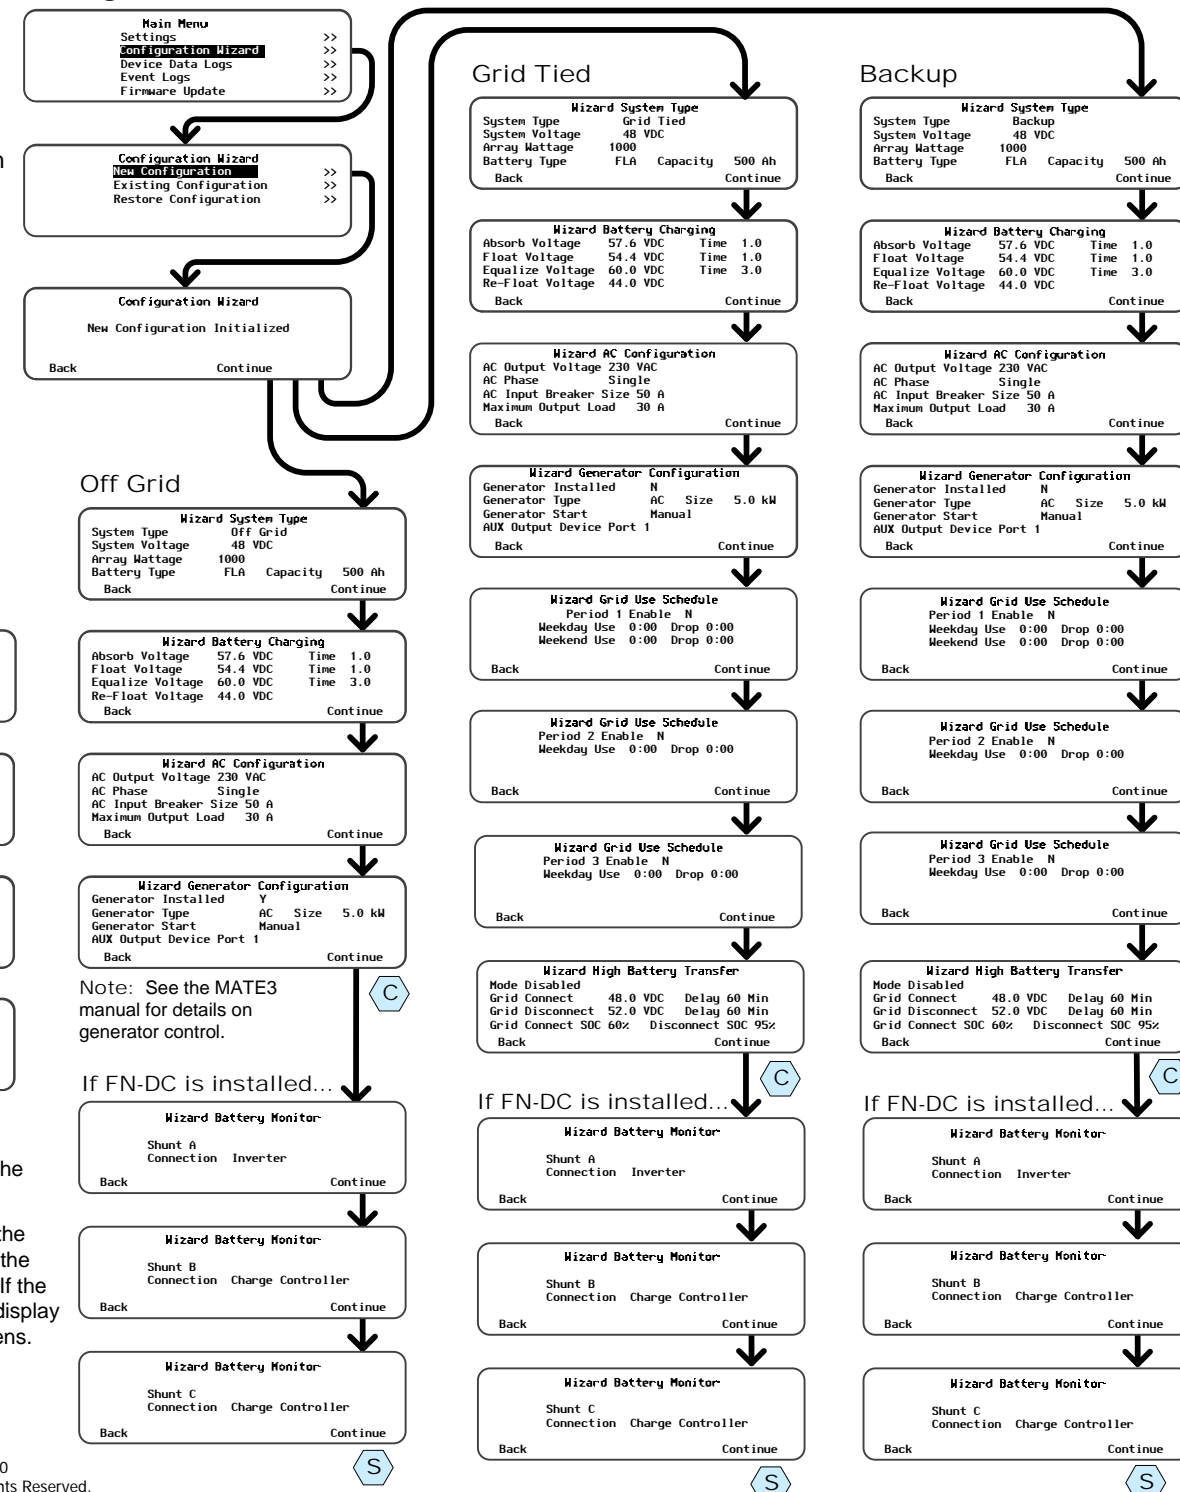 Main Menu
Settings >>
Configuration Wizard >>
Device Data Logs >>
Event Logs >>
Firmware Update >>
Configuration Wizard
New Configuration >>
Existing Configuration >>
Restore Configuration >>
Configuration Wizard
New Configuration Initialized
Back Continue
Off Grid
Wizard System Type
System Type Off Grid
System Voltage 48 VDC
Array Wattage 1000
Battery Type FLA Capacity 500 Ah
Back Continue
Wizard Battery Charging
Absorb Voltage 57.6 VDC Time 1.0
Float Voltage 54.4 VDC Time 1.0
Equalize Voltage 60.0 VDC Time 3.0
Re-Float Voltage 44.0 VDC
Back Continue
Wizard AC Configuration
AC Output Voltage 230 VAC
AC Phase Single
AC Input Breaker Size 50 A
Maximum Output Load 30 A
Back Continue
Wizard Generator Configuration
Generator Installed Y
Generator Type AC Size 5.0 kW
Generator Start Manual
AUX Output Device Port 1
Back Continue
Note: See the MATE3
manual for details on
generator control.
C
If FN-DC is installed...
Wizard Battery Monitor
Shunt A
Connection Inverter
Back Continue
Wizard Battery Monitor
Shunt B
Connection Charge Controller
Back Continue
Wizard Battery Monitor
Shunt C
Connection Charge Controller
Back Continue
S
Grid Tied
Wizard System Type
System Type Grid Tied
System Voltage 48 VDC
Array Wattage 1000
Battery Type FLA Capacity 500 Ah
Back Continue
Wizard Battery Charging
Absorb Voltage 57.6 VDC Time 1.0
Float Voltage 54.4 VDC Time 1.0
Equalize Voltage 60.0 VDC Time 3.0
Re-Float Voltage 44.0 VDC
Back Continue
Wizard AC Configuration
AC Output Voltage 230 VAC
AC Phase Single
AC Input Breaker Size 50 A
Maximum Output Load 30 A
Back Continue
Wizard Generator Configuration
Generator Installed N
Generator Type AC Size 5.0 kW
Generator Start Manual
AUX Output Device Port 1
Back Continue
Wizard Grid Use Schedule
Period 1 Enable N
Weekday Use 0:00 Drop 0:00
Weekend Use 0:00 Drop 0:00
Back Continue
Wizard Grid Use Schedule
Period 2 Enable N
Weekday Use 0:00 Drop 0:00
Back Continue
Wizard Grid Use Schedule
Period 3 Enable N
Weekday Use 0:00 Drop 0:00
Back Continue
Wizard High Battery Transfer
Mode Disabled
Grid Connect 48.0 VDC Delay 60 Min
Grid Disconnect 52.0 VDC Delay 60 Min
Grid Connect SOC 60% Disconnect SOC 95%
Back Continue
C
If FN-DC is installed...
Wizard Battery Monitor
Shunt A
Connection Inverter
Back Continue
Wizard Battery Monitor
Shunt B
Connection Charge Controller
Back Continue
Wizard Battery Monitor
Shunt C
Connection Charge Controller
Back Continue
S
Backup
Wizard System Type
System Type Backup
System Voltage 48 VDC
Array Wattage 1000
Battery Type FLA Capacity 500 Ah
Back Continue
Wizard Battery Charging
Absorb Voltage 57.6 VDC Time 1.0
Float Voltage 54.4 VDC Time 1.0
Equalize Voltage 60.0 VDC Time 3.0
Re-Float Voltage 44.0 VDC
Back Continue
Wizard AC Configuration
AC Output Voltage 230 VAC
AC Phase Single
AC Input Breaker Size 50 A
Maximum Output Load 30 A
Back Continue
Wizard Generator Configuration
Generator Installed N
Generator Type AC Size 5.0 kW
Generator Start Manual
AUX Output Device Port 1
Back Continue
Wizard Grid Use Schedule
Period 1 Enable N
Weekday Use 0:00 Drop 0:00
Weekend Use 0:00 Drop 0:00
Back Continue
Wizard Grid Use Schedule
Period 2 Enable N
Weekday Use 0:00 Drop 0:00
Back Continue
Wizard Grid Use Schedule
Period 3 Enable N
Weekday Use 0:00 Drop 0:00
Back Continue
Wizard High Battery Transfer
Mode Disabled
Grid Connect 48.0 VDC Delay 60 Min
Grid Disconnect 52.0 VDC Delay 60 Min
Grid Connect SOC 60% Disconnect SOC 95%
Back Continue
C
If FN-DC is installed...
Wizard Battery Monitor
Shunt A
Connection Inverter
Back Continue
Wizard Battery Monitor
Shunt B
Connection Charge Controller
Back Continue
Wizard Battery Monitor
Shunt C
Connection Charge Controller
Back Continue
S
the
the
If the
display
0
Reserved.